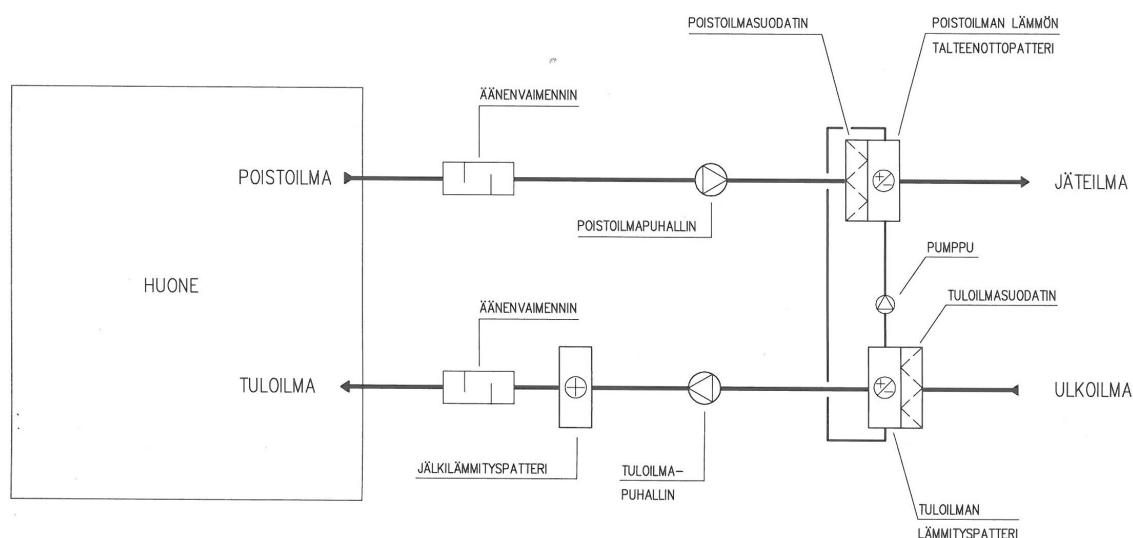 POISTOILMASUODATIN
POISTOILMAN LÄMMÖN
TALTEENOTTOPATTERI
ÄÄNENVAIMENNIN
POISTOILMA
JÄTEILMA
POISTOILMAPUHALLIN
PUMPPU
HUONE
ÄÄNENVAIMENNIN
TULOILMASUODATIN
TULOILMA
ULKOILMA
JÄLKILÄMMITYSPATTERI
TULOILMA-
PUHALLIN
TULOILMAN
LÄMMITYSPATTERI